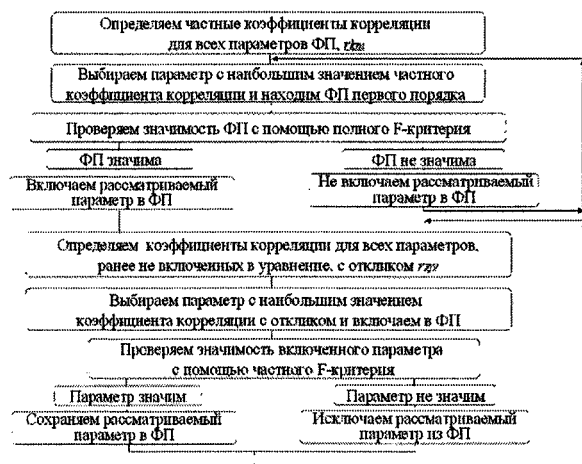 Определяем частные коэффициенты корреляции
для всех параметров ФП,
Выбираем параметр с наибольшим значением частного
коэффициента корреляции и находим ФП первого порядка
Проверяем значимость ФП с помощью полного F-критерия
ФП значима
ФП не значима
Включаем рассматриваемый
параметр в ФП
Не включаем рассматриваемый
параметр в ФП
Определяем коэффициенты корреляции для всех параметров,
ранее не включенных в уравнение, с откликом
Выбираем параметр с наибольшим значением
коэффициента корреляции с откликом и включаем в ФП
Проверяем значимость включенного параметра
с помощью частного F-критерия
Параметр значим
Параметр не значим
Сохраняем рассматриваемый
параметр в ФП
Исключаем рассматриваемый
параметр из ФП